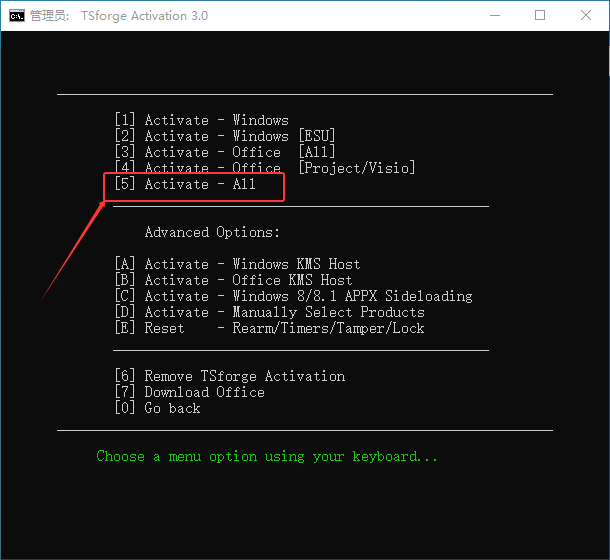 管理员: TSforge Activation 3.0
[1] Activate - Windows
[2] Activate - Windows [ESU]
[3] Activate - Office [All]
[4] Activate - Office [Project/Visio]
[5] Activate - All
Advanced Options:
[A] Activate - Windows KMS Host
[B] Activate - Office KMS Host
[C] Activate - Windows 8/8.1 APPX Sideloading
[D] Activate - Manually Select Products
[E] Reset - Rearm/Timers/Tamper/Lock
[6] Remove TSforge Activation
[7] Download Office
[0] Go back
Choose a menu option using your keyboard...